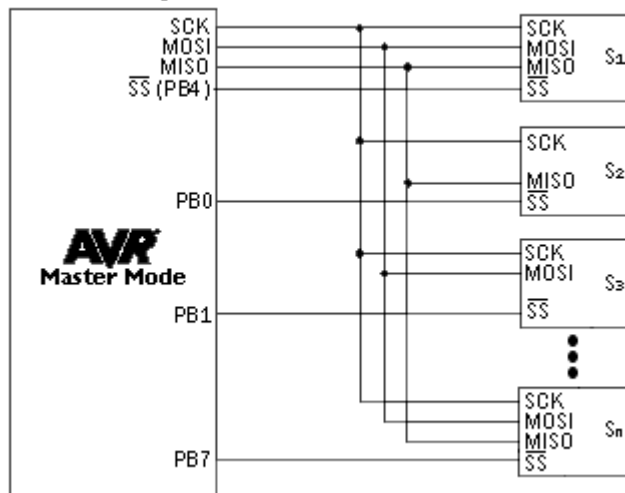 SCK
MOSI
MISO
SS (PB4)
PB0
AVR
Master Mode
PB1
PB7
SCK
MOSI
MISO
SS
S1
SCK
MISO
SS
S2
SCK
MOSI
SS
S3
SCK
MOSI
MISO
SS
Sn